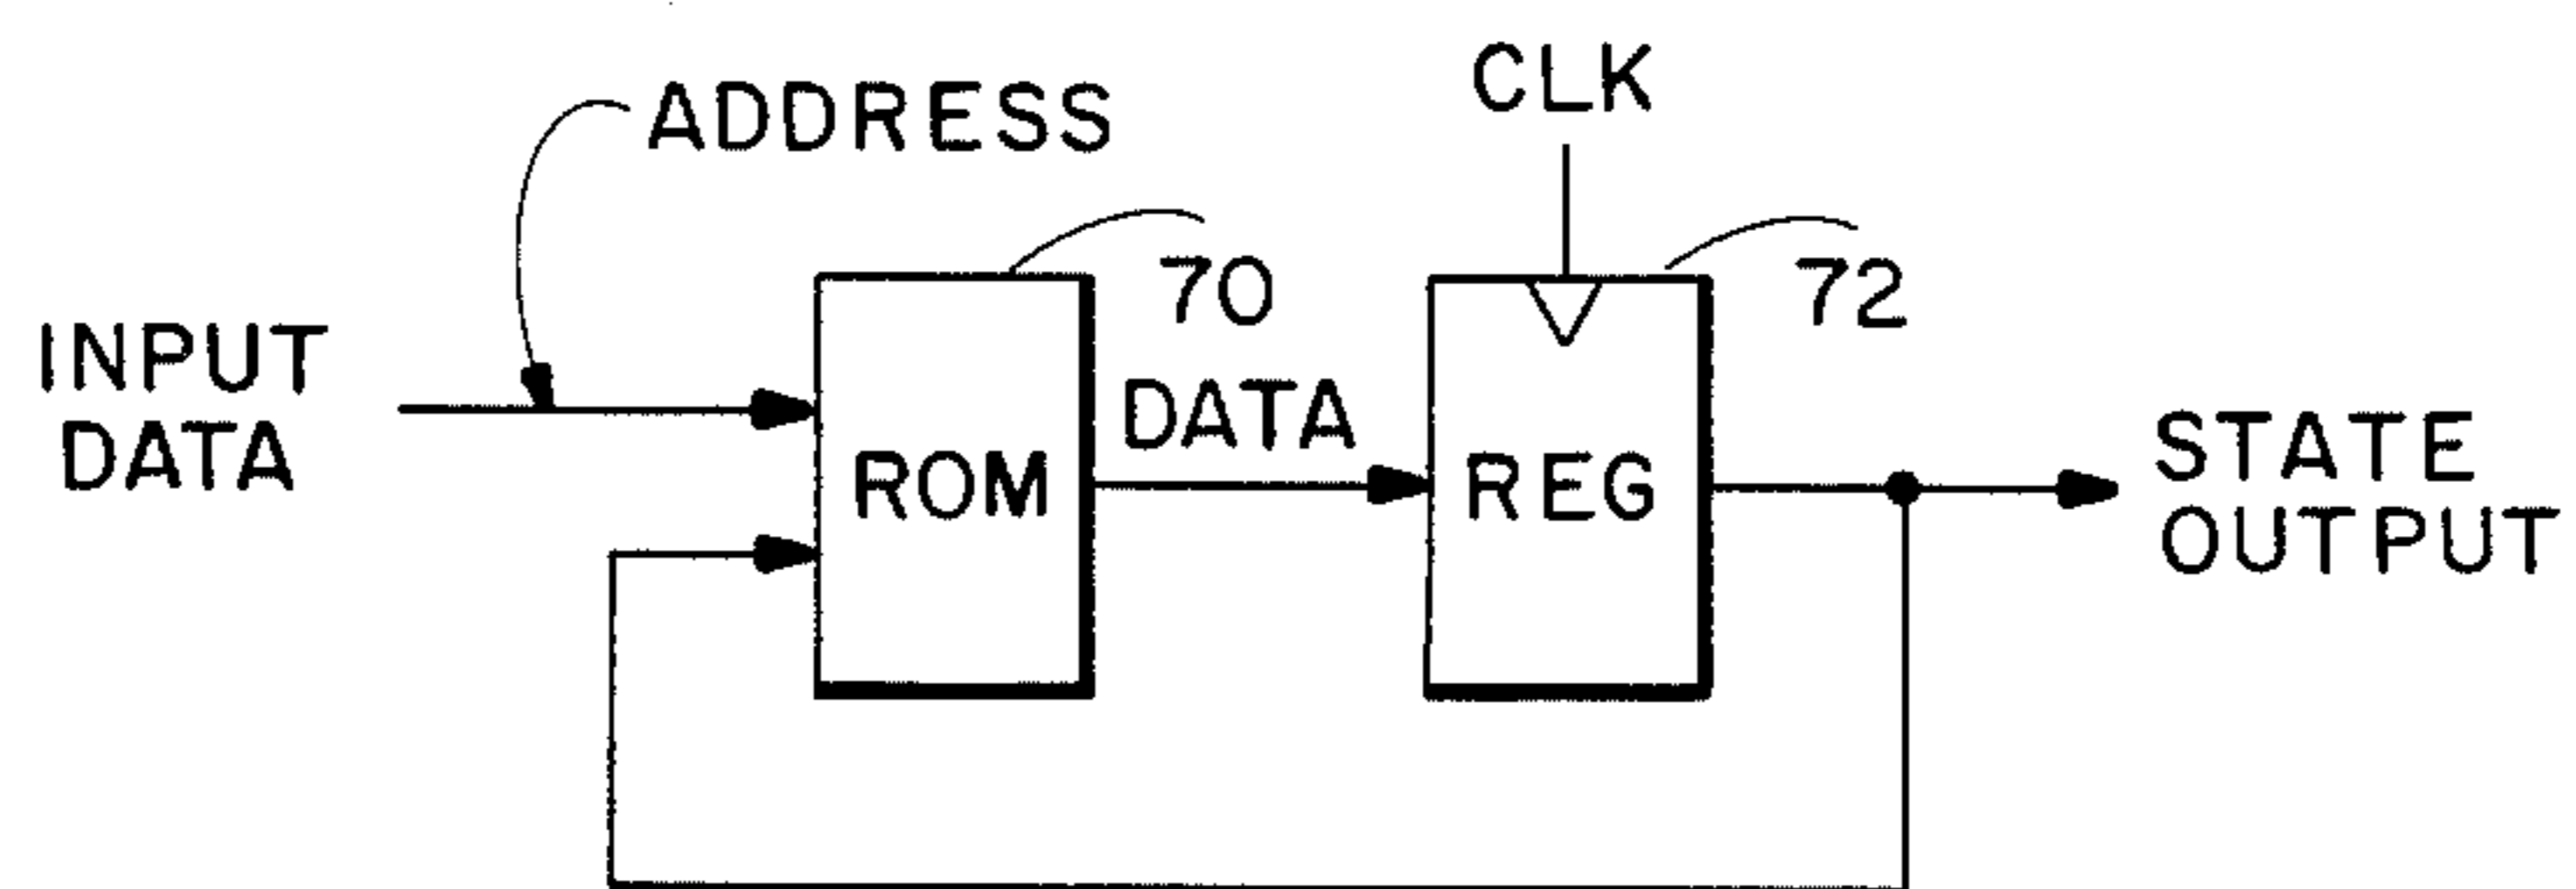 ADDRESS
CLK
70
72
INPUT
DATA
DATA
ROM
REG
STATE
OUTPUT